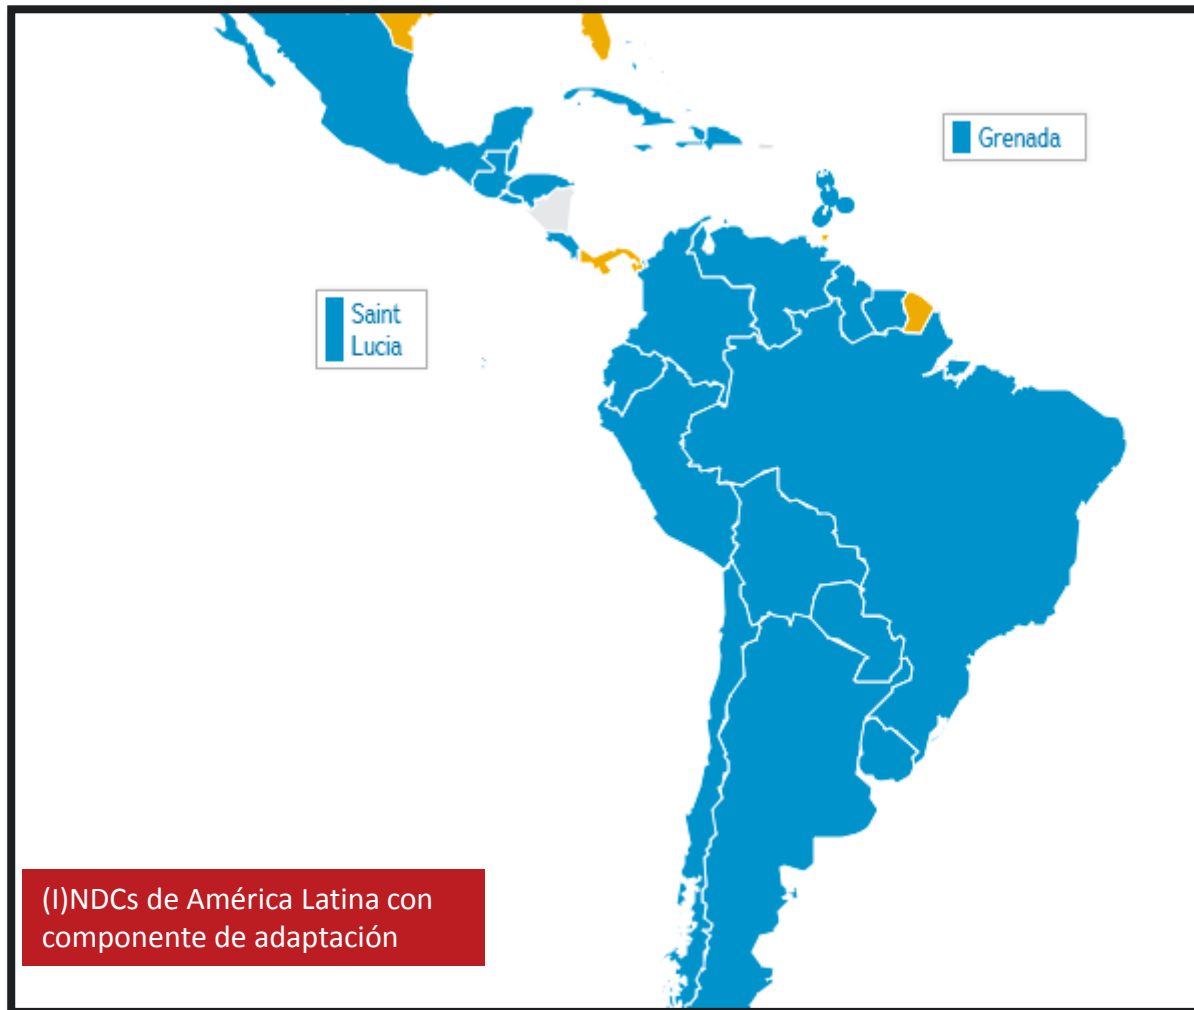 Grenada
Saint
Lucia
(I)NDCs de América Latina con
componente de adaptación